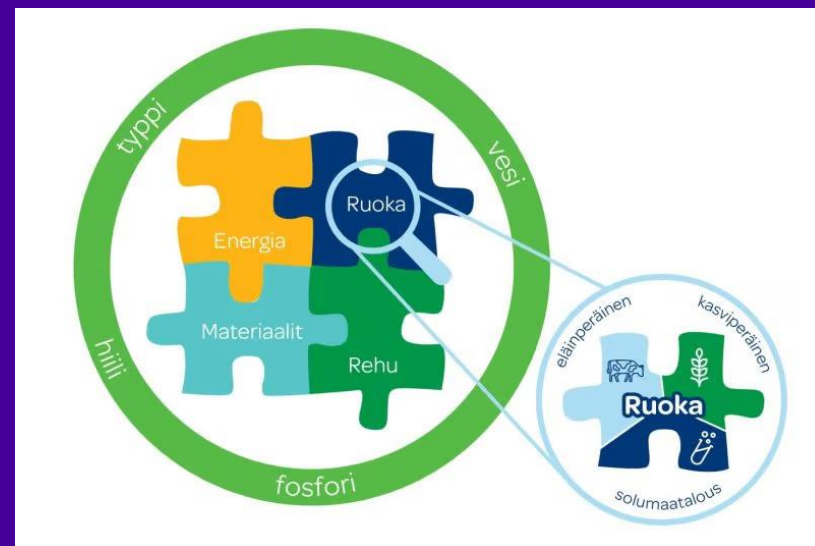 typpi
vesi
Ruoka
Energia
Materiaalit
Rehu
hiili
fosfori
eläinperäinen
kasviperäinen
Ruoka
solumaatalous